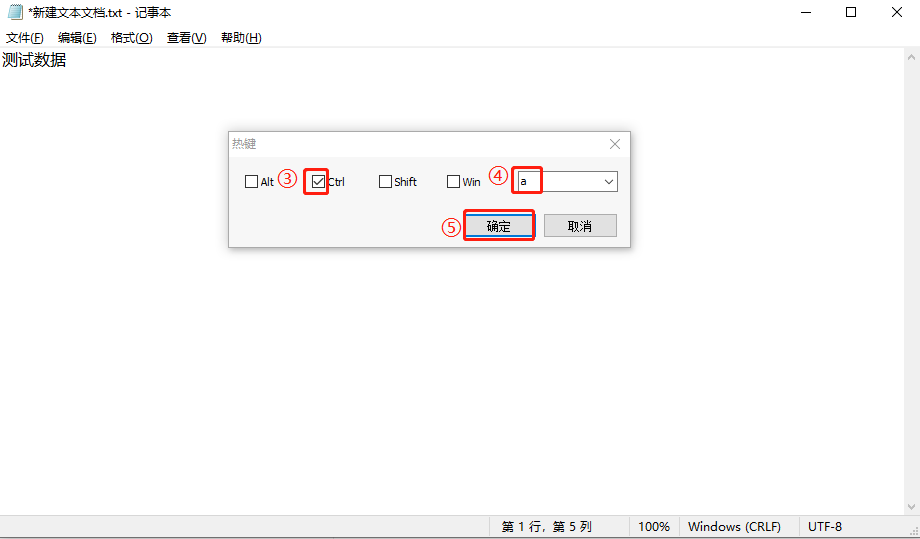 *新建文本文档.txt - 记事本
文件(F) 编辑(E) 格式(O) 查看(V) 帮助(H)
测试数据
热键
Alt ③ Ctrl Shift Win ④ a
⑤ 确定 取消
第 1 行，第 5 列 100% Windows (CRLF) UTF-8